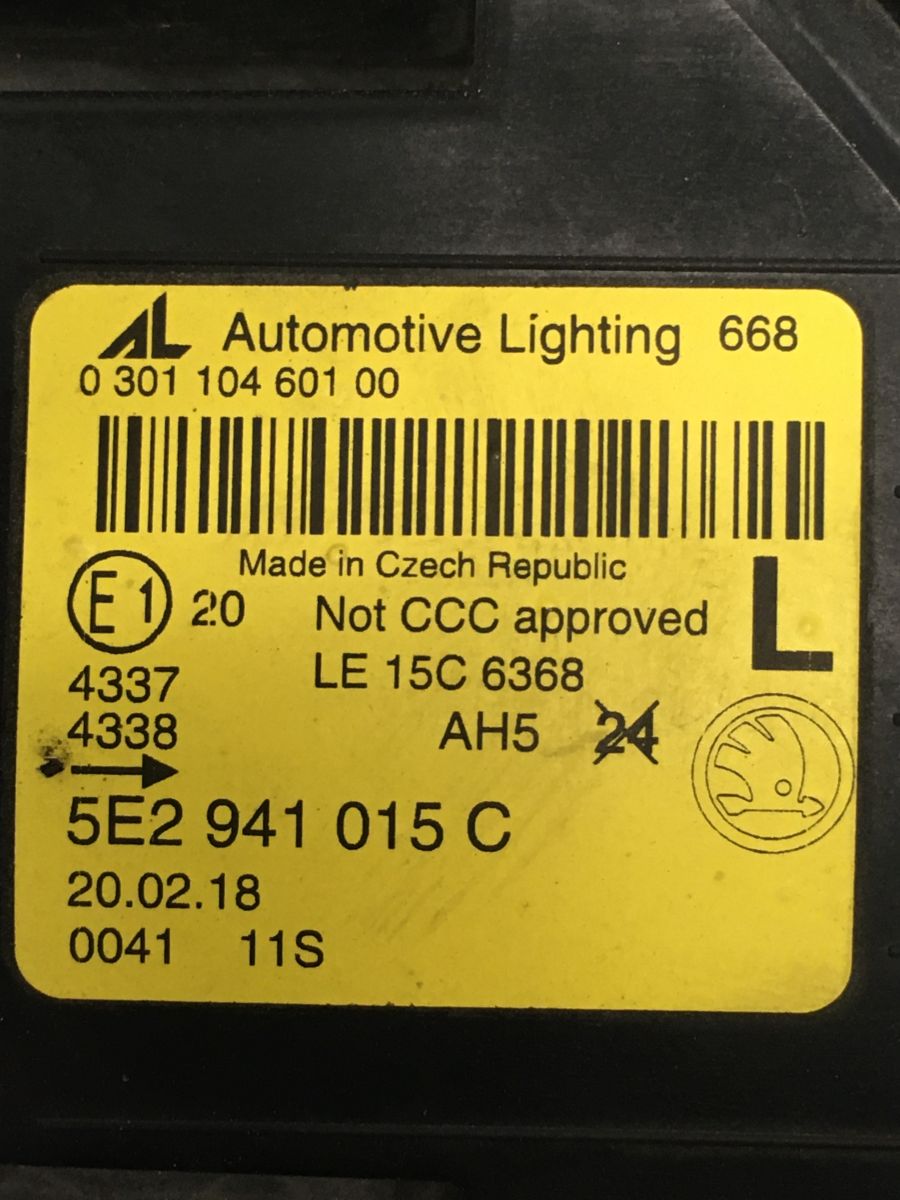 AL Automotive Lighting 668
0 301 104 601 00
Made in Czech Republic
E1 20 Not CCC approved L
4337 LE 15C 6368
4338 AH5 24
5E2 941 015 C
20.02.18
0041 11S